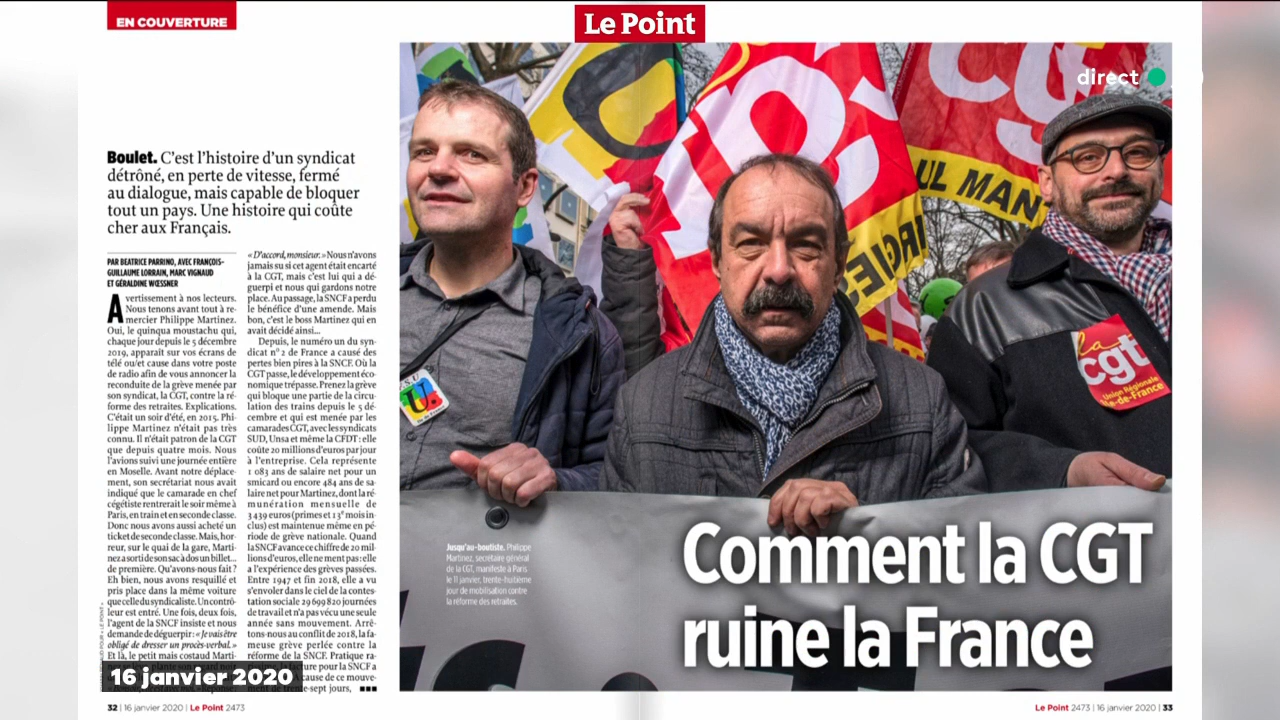 EN COUVERTURE
Le Point
direct
Boulet. C’est l’histoire d’un syndicat
détrôné, en perte de vitesse, fermé
au dialogue, mais capable de bloquer
tout un pays. Une histoire qui coûte
cher aux Français.
PAR BEATRICE PARRINO, AVEC FRANÇOIS-
GUILLAUME LORRAIN, MARC VIGNAUD
ET GÉRALDINE WŒSSNER
Avertissement à nos lecteurs.
Nous tenons avant tout à re-
mercier Philippe Martinez.
Oui, le quinqua moustachu qui,
chaque jour depuis le 5 décembre
2019, apparaît sur vos écrans de
télé ou/et cause dans votre poste
de radio afin de vous annoncer la
reconduite de la grève menée par
son syndicat, la CGT, contre la ré-
forme des retraites. Explications.
C’était un soir d’été, en 2015. Phi-
lippe Martinez n’était pas très
connu. Il n’était patron de la CGT
que depuis quatre mois. Nous
l’avions suivi une journée entière
en Moselle. Avant notre déplace-
ment, son secrétariat nous avait
indiqué que le camarade en chef
cégétiste rentrerait le soir même à
Paris, en train et en seconde classe.
Donc nous avons aussi acheté un
ticket de seconde classe. Mais, hor-
reur, sur le quai de la gare, Marti-
nez a sorti de son sac à dos un billet...
de première. Qu’avons-nous fait ?
Eh bien, nous avons resquillé et
pris place dans la même voiture
que celle du syndicaliste. Un contrô-
leur est entré. Une fois, deux fois,
l’agent de la SNCF insiste et nous
demande de déguerpir : « Je vais être
obligé de dresser un procès-verbal. »
Et là, le petit mais costaud Marti-
« D’accord, monsieur. » Nous n’avons
jamais su si cet agent était encarté
à la CGT, mais c’est lui qui a dé-
guerpi et nous qui gardons notre
place. Au passage, la SNCF a perdu
le bénéfice d’une amende. Mais
bon, c’est le boss Martinez qui en
avait décidé ainsi...
Depuis, le numéro un du syn-
dicat n° 2 de France a causé des
pertes bien pires à la SNCF. Où la
CGT passe, le développement éco-
nomique trépasse. Prenez la grève
qui bloque une partie de la circu-
lation des trains depuis le 5 dé-
cembre et qui est menée par les
camarades CGT, avec les syndicats
SUD, Unsa et même la CFDT : elle
coûte 20 millions d’euros par jour
à l’entreprise. Cela représente
1 083 ans de salaire net pour un
smicard ou encore 484 ans de sa-
laire net pour Martinez, dont la ré-
munération mensuelle de
3 439 euros (primes et 13e mois in-
clus) est maintenue même en pé-
riode de grève nationale. Quand
la SNCF avance ce chiffre de 20 mil-
lions d’euros, elle ne ment pas : elle
a l’expérience des grèves passées.
Entre 1947 et fin 2018, elle a vu
s’envoler dans le ciel de la contes-
tation sociale 29 699 820 journées
de travail et n’a pas vécu une seule
année sans mouvement. Arrê-
tons-nous au conflit de 2018, la fa-
meuse grève perlée contre la
réforme de la SNCF. Pratique ra-
la facture pour la SNCF a
cause de ce mouve-
de trente-sept jours,
UL MAN
cgt
la
cgt
Union Régionale
Île-de-France
Jusqu’au-boutiste. Philippe
Martinez, secrétaire général
de la CGT, manifeste à Paris
le 11 janvier, trente-huitième
jour de mobilisation contre
la réforme des retraites.
Comment la CGT
ruine la France
16 janvier 2020
32 | 16 janvier 2020 | Le Point 2473
Le Point 2473 | 16 janvier 2020 | 33